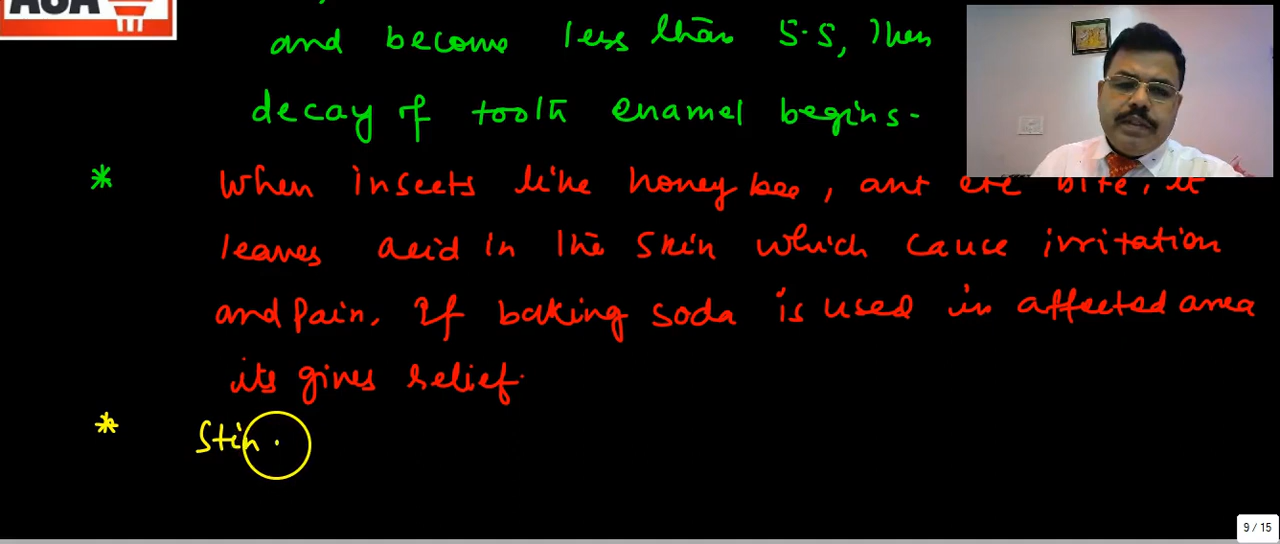 ASA
and become less than 5.5, then
decay of tooth enamel begins.
* When insects like honey bee, ant etc bite, it
leaves acid in the skin which cause irritation
and pain. If baking soda is used in affected area
its gives relief.
* Stin
9 / 15